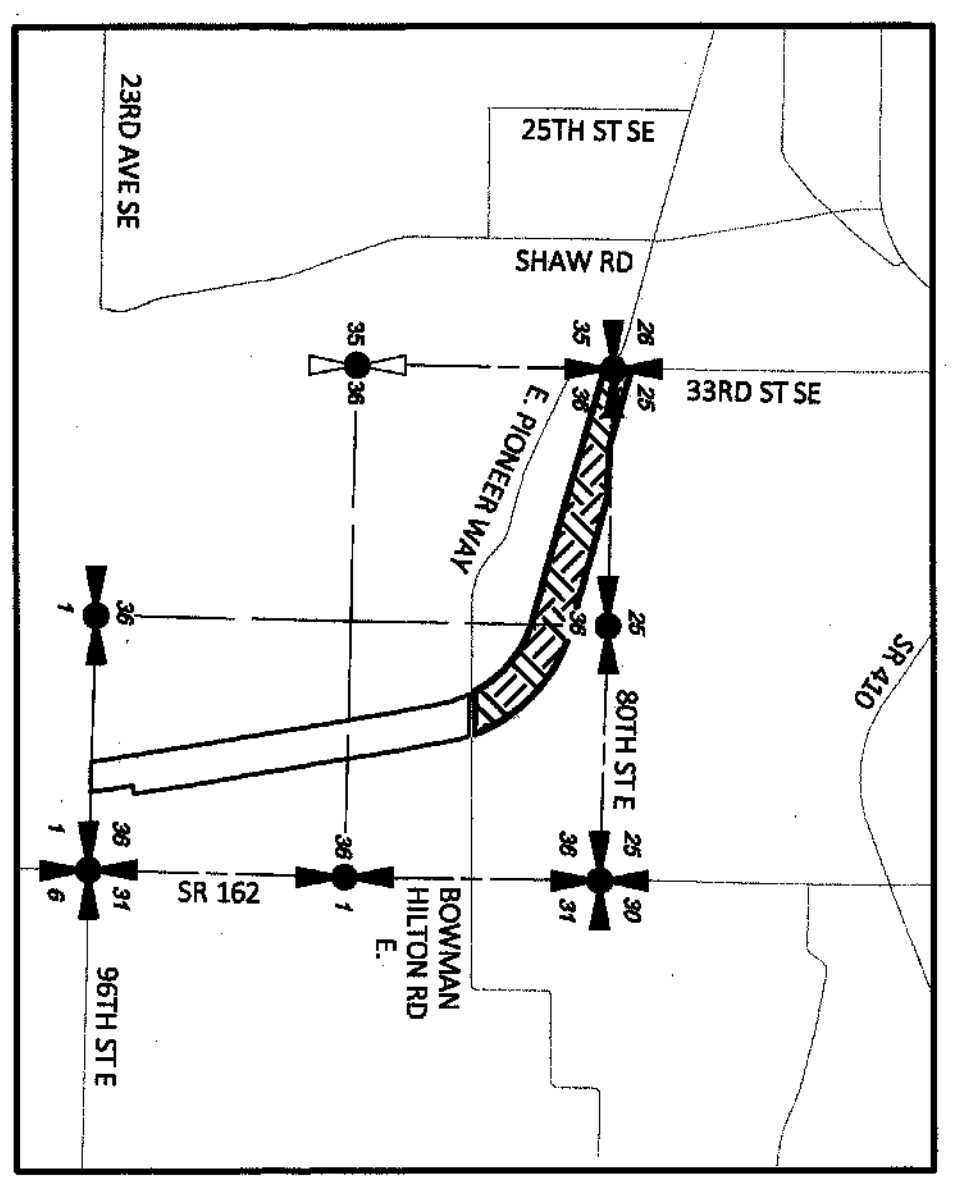 23RD AVE SE
25TH ST SE
SHAW RD
35
26
35
36
36
25
33RD ST SE
E. PIONEER WAY
SR 410
1
36
36
25
80TH ST E
1
36
36
25
6
31
SR 162
36
1
31
30
BOWMAN
HILTON RD
E.
96TH ST E